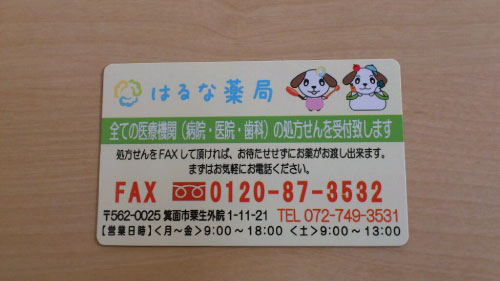 はるな薬局
全ての医療機関（病院・医院・歯科）の処方せんを受付致します
処方せんをFAXして頂ければ、お待たせせずにお薬がお渡し出来ます。
まずはお気軽にお電話ください。
FAX 0120-87-3532
〒562-0025 箕面市粟生外院1-11-21 TEL 072-749-3531
【営業日時】＜月～金＞9:00～18:00 ＜土＞9:00～13:00